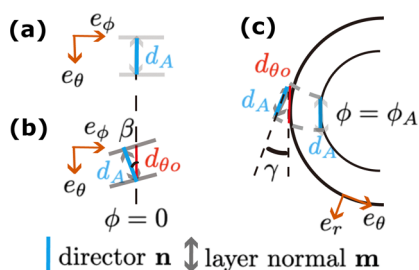 (a) e_ϕ d_A
e_θ
(b) e_ϕ β
d_A d_θo
e_θ
ϕ = 0
(c)
d_θo
d_A ϕ = ϕ_A
d_A
γ
e_r e_θ
director n layer normal m